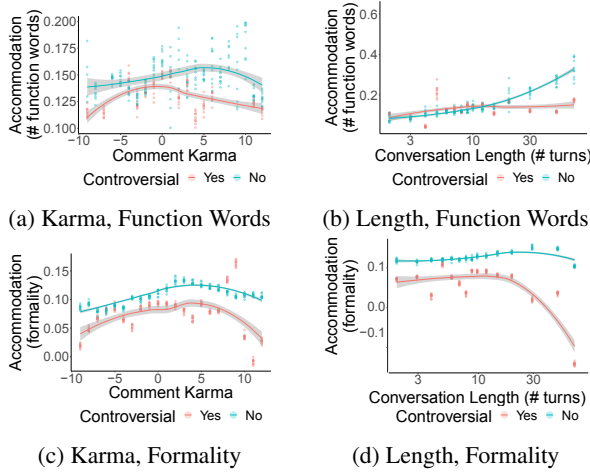 Accommodation
(# function words)
0.200
0.175
0.150
0.125
0.100
−10
−5
0
5
10
Comment Karma
Controversial Yes No
(a) Karma, Function Words
Accommodation
(# function words)
0.6
0.4
0.2
3
10
30
Conversation Length (# turns)
Controversial Yes No
(b) Length, Function Words
Accommodation
(formality)
0.15
0.10
0.05
0.00
−10
−5
0
5
10
Comment Karma
Controversial Yes No
(c) Karma, Formality
Accommodation
(formality)
0.1
0.0
−0.1
3
10
30
Conversation Length (# turns)
Controversial Yes No
(d) Length, Formality